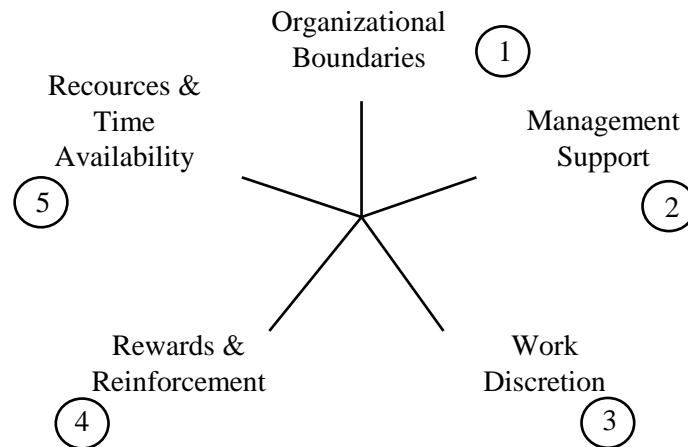 Organizational
Boundaries
1
Management
Support
2
Work
Discretion
3
Rewards &
Reinforcement
4
Recources &
Time
Availability
5